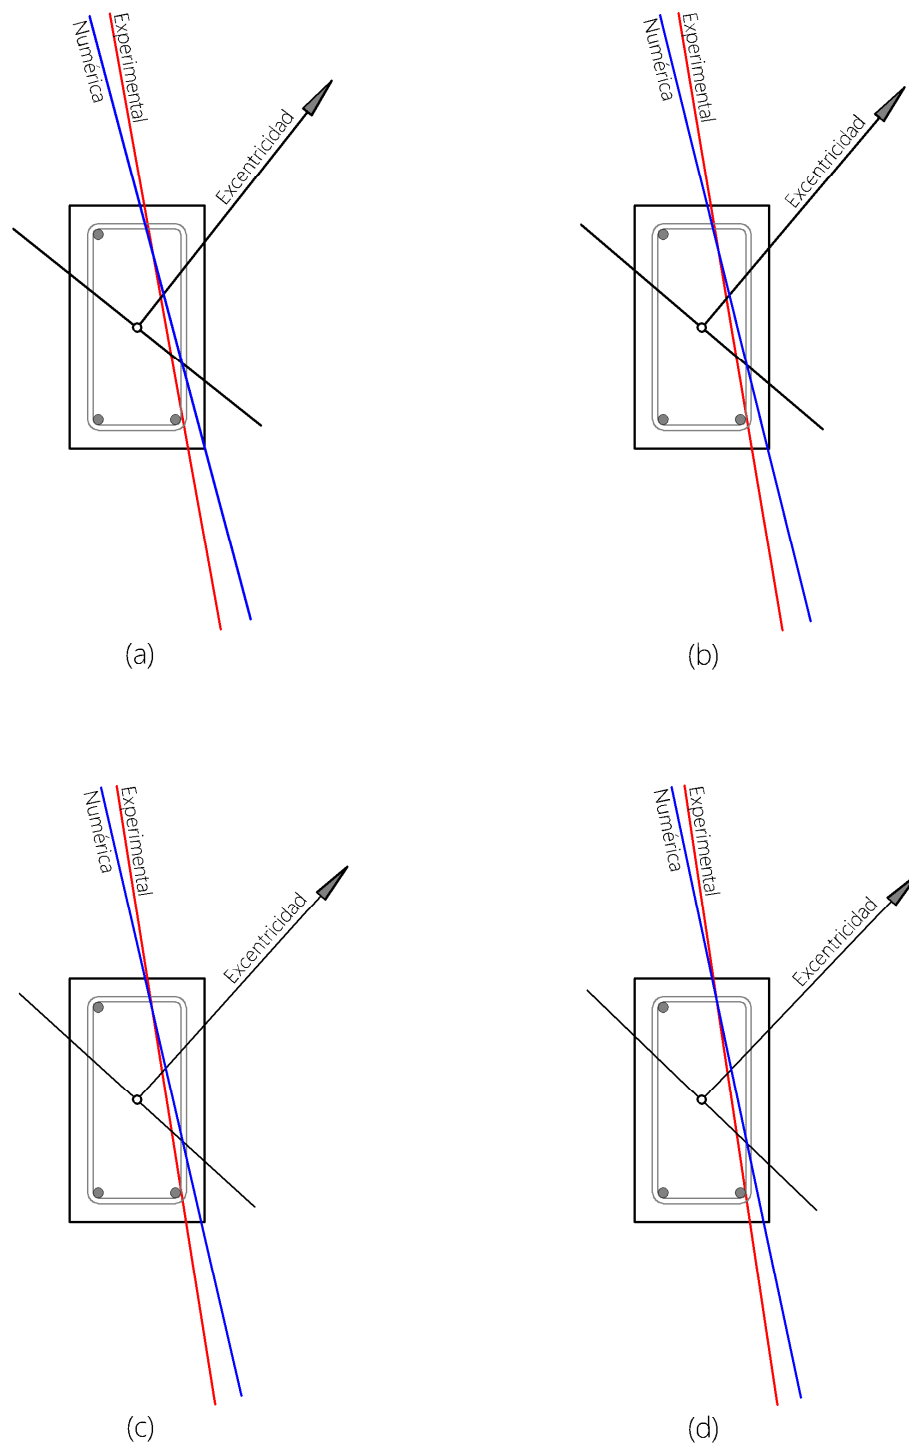 Numérica
Experimental
Excentricidad
(a)
Numérica
Experimental
Excentricidad
(b)
Numérica
Experimental
Excentricidad
(c)
Numérica
Experimental
Excentricidad
(d)